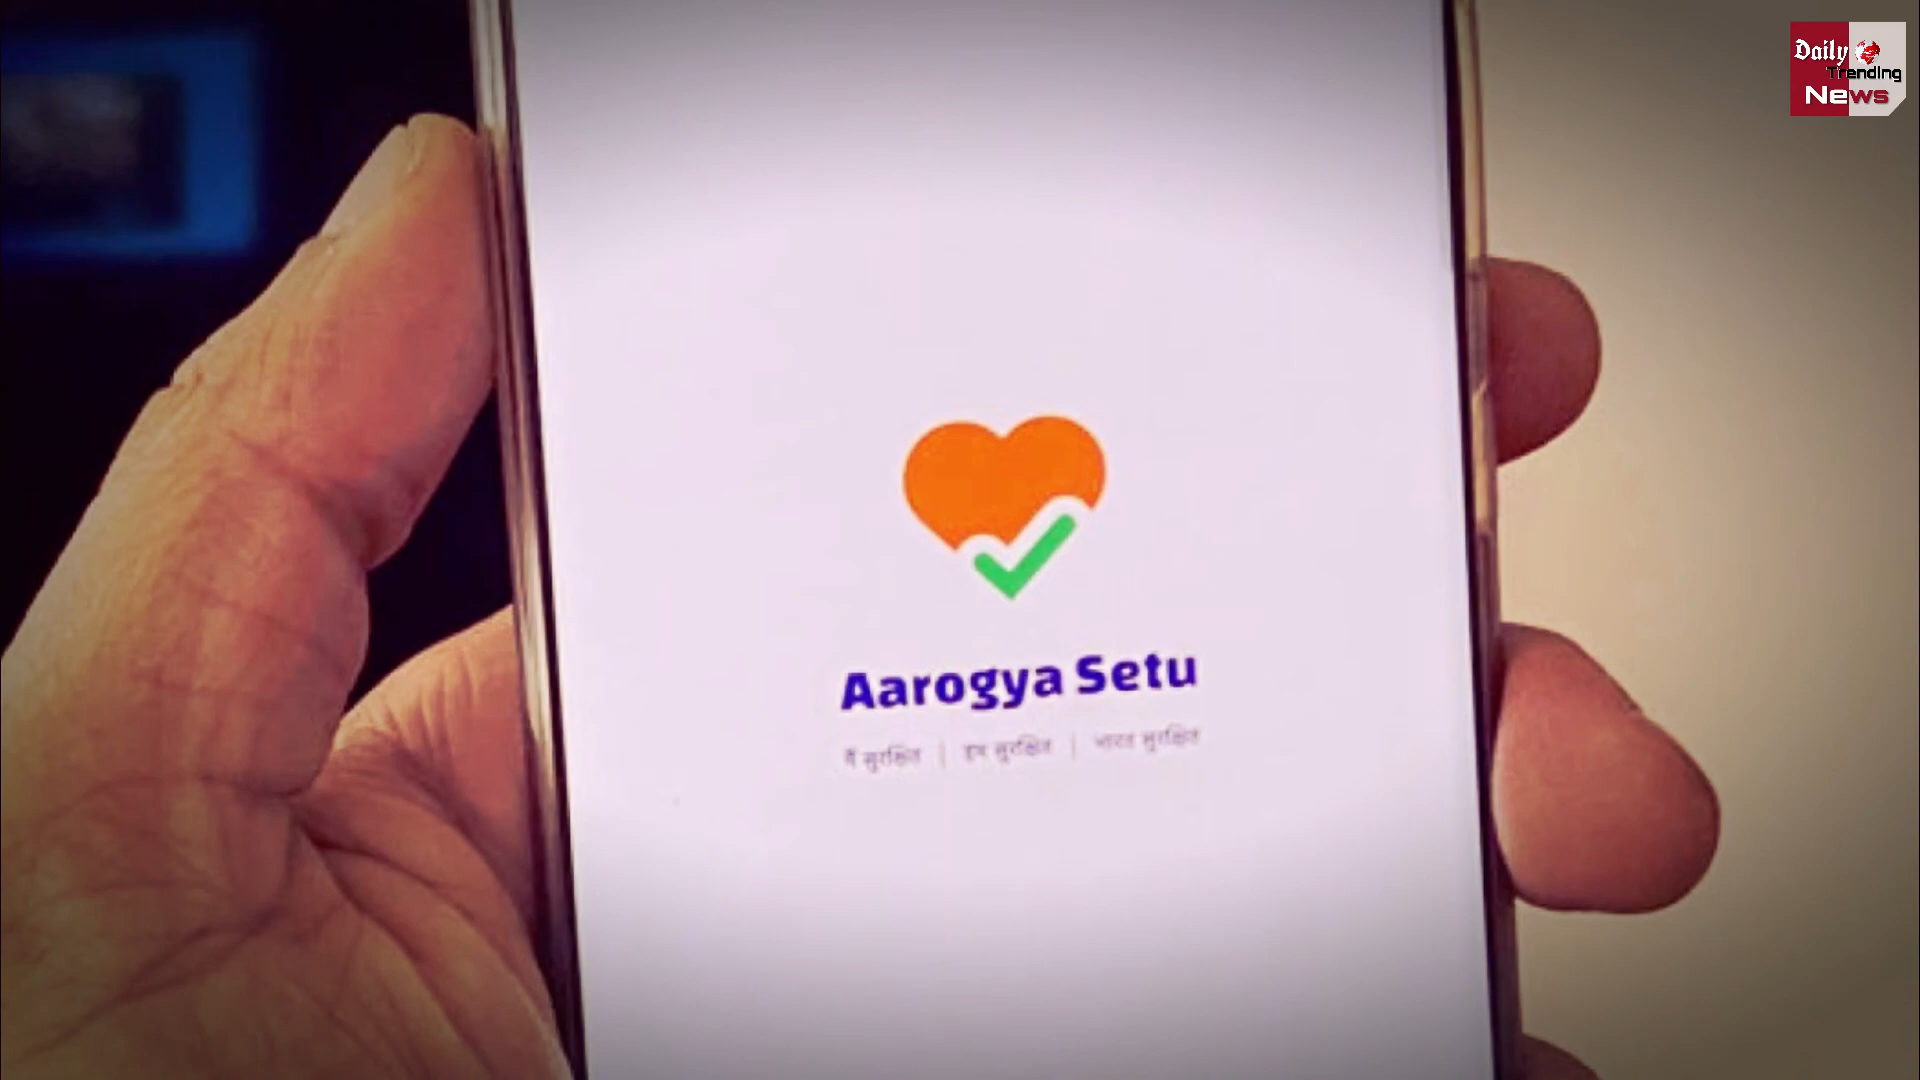 Daily
Trending
News
Aarogya Setu
मैं सुरक्षित | हम सुरक्षित | भारत सुरक्षित